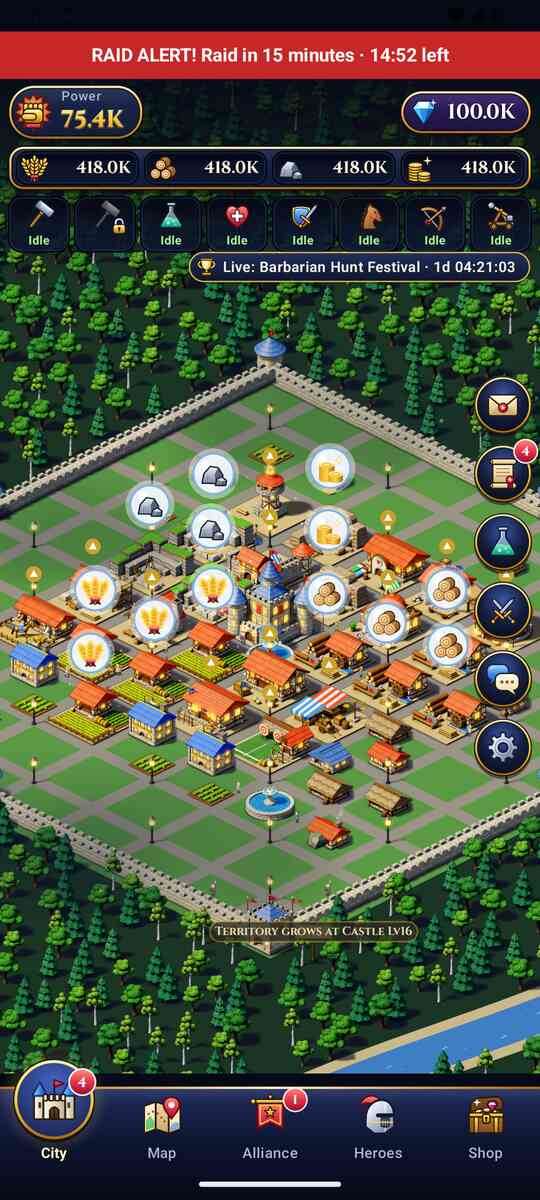 RAID ALERT! Raid in 15 minutes · 14:52 left
Power
75.4K
100.0K
418.0K 418.0K 418.0K 418.0K
Idle Idle Idle Idle Idle Idle Idle
Live: Barbarian Hunt Festival · 1d 04:21:03
4
Territory grows at Castle Lv16
4
1
City Map Alliance Heroes Shop